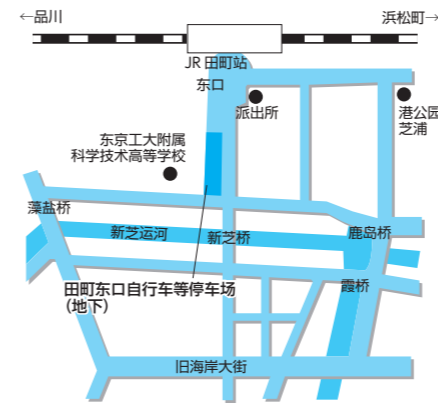 ←品川
浜松町→
JR 田町站
东口
派出所
港公园
芝浦
东京工大附属
科学技术高等学校
藻盐桥
新芝运河
新芝桥
鹿岛桥
田町东口自行车等停车场
（地下）
霞桥
旧海岸大街